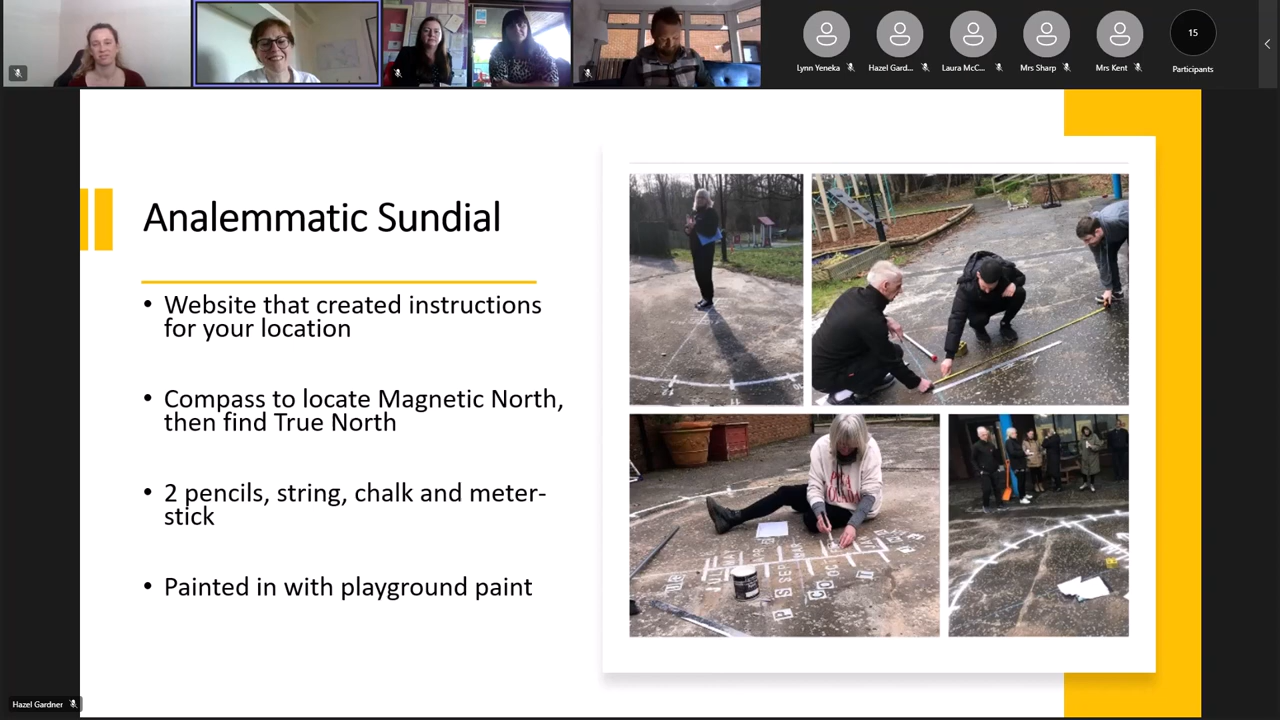 Lynn Yeneka
Hazel Gard...
Laura McC...
Mrs Sharp
Mrs Kent
15
Participants
Analemmatic Sundial
• Website that created instructions
for your location
• Compass to locate Magnetic North,
then find True North
• 2 pencils, string, chalk and meter-
stick
• Painted in with playground paint
Hazel Gardner